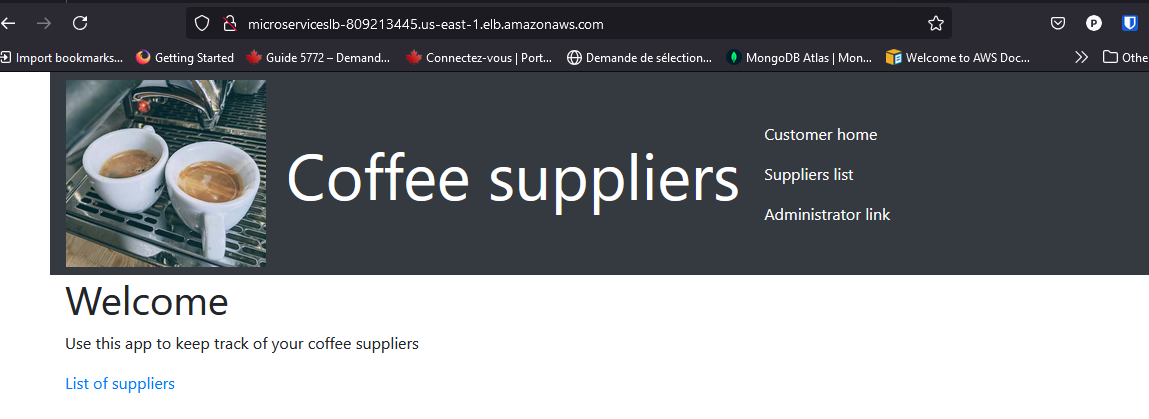 microserviceslb-809213445.us-east-1.elb.amazonaws.com
P
Import bookmarks... Getting Started Guide 5772 – Demand... Connectez-vous | Port... Demande de sélection... MongoDB Atlas | Mon... Welcome to AWS Doc... Othe
Customer home
Coffee suppliers
Suppliers list
Administrator link
Welcome
Use this app to keep track of your coffee suppliers
List of suppliers